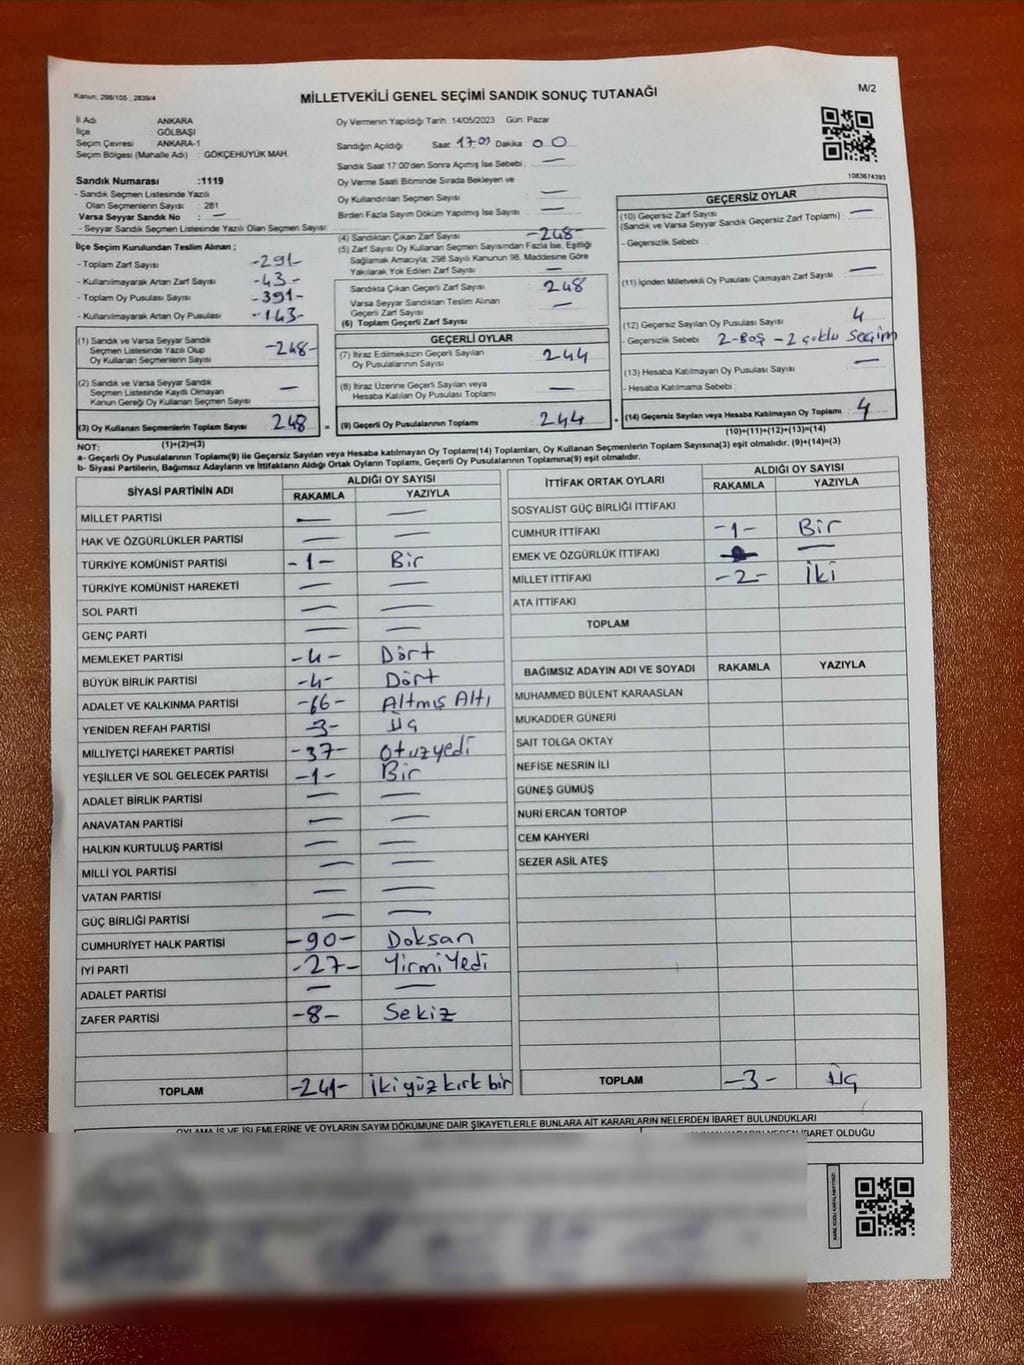 Kanun: 298/105 , 2839/4
MİLLETVEKİLİ GENEL SEÇİMİ SANDIK SONUÇ TUTANAĞI
M/2
İl Adı ANKARA
İlçe GÖLBAŞI
Seçim Çevresi : ANKARA-1
Seçim Bölgesi (Mahalle Adı) : GÖKÇEHÜYÜK MAH.
Sandık Numarası :1119
- Sandık Seçmen Listesinde Yazılı
Olan Seçmenlerin Sayısı : 281
Varsa Seyyar Sandık No : —
- Seyyar Sandık Seçmen Listesinde Yazılı Olan Seçmen Sayısı:
Oy Vermenin Yapıldığı Tarih 14/05/2023 Gün Pazar
Sandığın Açıldığı Saat 17:00 Dakika 00
Sandık Saat 17:00'den Sonra Açılmış İse Sebebi : —
Oy Verme Saati Bitiminde Sırada Bekleyen ve
Oy Kullandırılan Seçmen Sayısı —
Birden Fazla Sayım Döküm Yapılmış İse Sayısı —
1083874393
İlçe Seçim Kurulundan Teslim Alınan ;
- Toplam Zarf Sayısı -291-
- Kullanılmayarak Artan Zarf Sayısı -43-
- Toplam Oy Pusulası Sayısı -391-
- Kullanılmayarak Artan Oy Pusulası -143-
(1) Sandık ve Varsa Seyyar Sandık
Seçmen Listesinde Yazılı Olup
Oy Kullanan Seçmenlerin Sayısı -248-
(2) Sandık ve Varsa Seyyar Sandık
Seçmen Listesinde Kayıtlı Olmayan
Kanun Gereği Oy Kullanan Seçmen Sayısı —
(3) Oy Kullanan Seçmenlerin Toplam Sayısı 248
(4) Sandıktan Çıkan Zarf Sayısı -248-
(5) Zarf Sayısı Oy Kullanan Seçmen Sayısından Fazla İse, Eşitliği
Sağlamak Amacıyla; 298 Sayılı Kanunun 98. Maddesine Göre
Yakılarak Yok Edilen Zarf Sayısı —
Sandıkta Çıkan Geçerli Zarf Sayısı 248
Varsa Seyyar Sandıktan Teslim Alınan
Geçerli Zarf Sayısı —
(6) Toplam Geçerli Zarf Sayısı
GEÇERLİ OYLAR
(7) İtiraz Edilmeksizin Geçerli Sayılan
Oy Pusulalarının Sayısı 244
(8) İtiraz Üzerine Geçerli Sayılan veya
Hesaba Katılan Oy Pusulası Toplamı —
(9) Geçerli Oy Pusulalarının Toplamı 244
GEÇERSİZ OYLAR
(10) Geçersiz Zarf Sayısı —
(Sandık ve Varsa Seyyar Sandık Geçersiz Zarf Toplamı)
- Geçersizlik Sebebi :
(11) İçinden Milletvekili Oy Pusulası Çıkmayan Zarf Sayısı —
(12) Geçersiz Sayılan Oy Pusulası Sayısı 4
- Geçersizlik Sebebi 2-Boş - 2 çoklu seçim
(13) Hesaba Katılmayan Oy Pusulası Sayısı —
- Hesaba Katılmama Sebebi :
(14) Geçersiz Sayılan veya Hesaba Katılmayan Oy Toplamı 4
(1)+(2)=(3)
(10)+(11)+(12)+(13)=(14)
NOT:
a- Geçerli Oy Pusulalarının Toplamı(9) ile Geçersiz Sayılan veya Hesaba katılmayan Oy Toplamı(14) Toplamları, Oy Kullanan Seçmenlerin Toplam Sayısına(3) eşit olmalıdır. (9)+(14)=(3)
b- Siyasi Partilerin, Bağımsız Adayların ve İttifakların Aldığı Ortak Oyların Toplamı, Geçerli Oy Pusulalarının Toplamına(9) eşit olmalıdır.
SİYASİ PARTİNİN ADI
ALDIĞI OY SAYISI
RAKAMLA YAZIYLA
MİLLET PARTİSİ — —
HAK VE ÖZGÜRLÜKLER PARTİSİ — —
TÜRKİYE KOMÜNİST PARTİSİ -1- Bir
TÜRKİYE KOMÜNİST HAREKETİ — —
SOL PARTİ — —
GENÇ PARTİ — —
MEMLEKET PARTİSİ -4- Dört
BÜYÜK BİRLİK PARTİSİ -4- Dört
ADALET VE KALKINMA PARTİSİ -66- Altmış Altı
YENİDEN REFAH PARTİSİ -3- Üç
MİLLİYETÇİ HAREKET PARTİSİ -37- Otuzyedi
YEŞİLLER VE SOL GELECEK PARTİSİ -1- Bir
ADALET BİRLİK PARTİSİ — —
ANAVATAN PARTİSİ — —
HALKIN KURTULUŞ PARTİSİ — —
MİLLİ YOL PARTİSİ — —
VATAN PARTİSİ — —
GÜÇ BİRLİĞİ PARTİSİ — —
CUMHURİYET HALK PARTİSİ -90- Doksan
İYİ PARTİ -27- YirmiYedi
ADALET PARTİSİ — —
ZAFER PARTİSİ -8- Sekiz
TOPLAM -241- İkiyüz kırk bir
İTTİFAK ORTAK OYLARI
ALDIĞI OY SAYISI
RAKAMLA YAZIYLA
SOSYALİST GÜÇ BİRLİĞİ İTTİFAKI
CUMHUR İTTİFAKI -1- Bir
EMEK VE ÖZGÜRLÜK İTTİFAKI —
MİLLET İTTİFAKI -2- İki
ATA İTTİFAKI
TOPLAM
BAĞIMSIZ ADAYIN ADI VE SOYADI RAKAMLA YAZIYLA
MUHAMMED BÜLENT KARAASLAN
MUKADDER GÜNERİ
SAİT TOLGA OKTAY
NEFİSE NESRİN İLİ
GÜNEŞ GÜMÜŞ
NURİ ERCAN TORTOP
CEM KAHYERİ
SEZER ASİL ATEŞ
TOPLAM -3- Üç
OYLAMA İŞ VE İŞLEMLERİNE VE OYLARIN SAYIM DÖKÜMÜNE DAİR ŞİKAYETLERLE BUNLARA AİT KARARLARIN NELERDEN İBARET BULUNDUKLARI
İBARET OLDUĞU